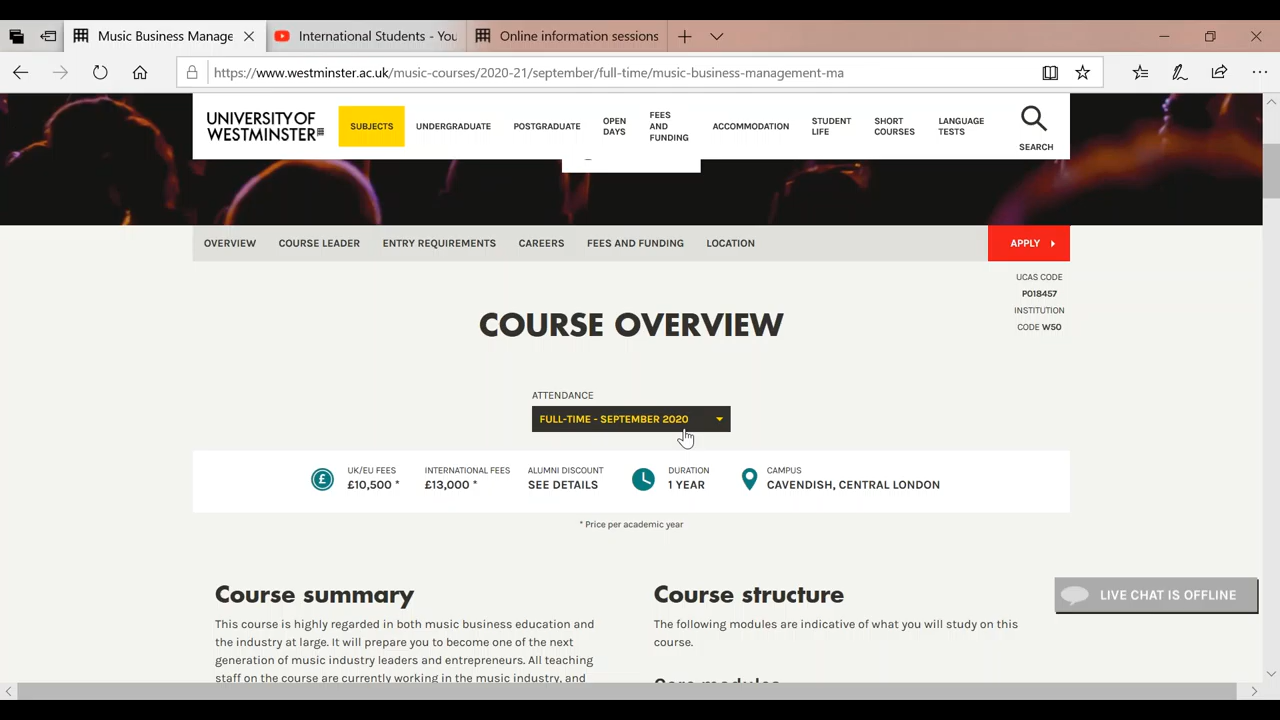 Music Business Manage
International Students - You
Online information sessions
https://www.westminster.ac.uk/music-courses/2020-21/september/full-time/music-business-management-ma
UNIVERSITY OF
WESTMINSTER
SUBJECTS
UNDERGRADUATE
POSTGRADUATE
OPEN
DAYS
FEES
AND
FUNDING
ACCOMMODATION
STUDENT
LIFE
SHORT
COURSES
LANGUAGE
TESTS
SEARCH
OVERVIEW
COURSE LEADER
ENTRY REQUIREMENTS
CAREERS
FEES AND FUNDING
LOCATION
APPLY
UCAS CODE
P018457
INSTITUTION
CODE W50
COURSE OVERVIEW
ATTENDANCE
FULL-TIME - SEPTEMBER 2020
UK/EU FEES
£10,500 *
INTERNATIONAL FEES
£13,000 *
ALUMNI DISCOUNT
SEE DETAILS
DURATION
1 YEAR
CAMPUS
CAVENDISH, CENTRAL LONDON
* Price per academic year
Course summary
This course is highly regarded in both music business education and
the industry at large. It will prepare you to become one of the next
generation of music industry leaders and entrepreneurs. All teaching
staff on the course are currently working in the music industry, and
Course structure
The following modules are indicative of what you will study on this
course.
Core modules
LIVE CHAT IS OFFLINE